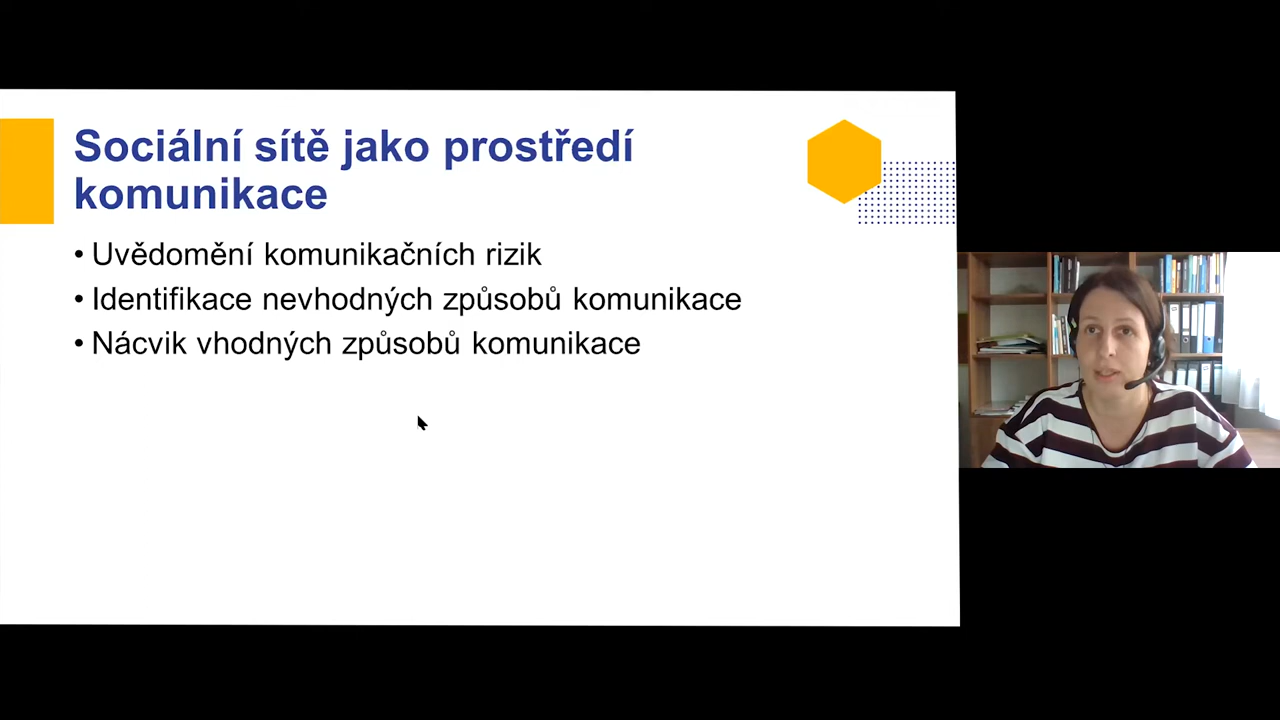 Sociální sítě jako prostředí
komunikace
• Uvědomění komunikačních rizik
• Identifikace nevhodných způsobů komunikace
• Nácvik vhodných způsobů komunikace